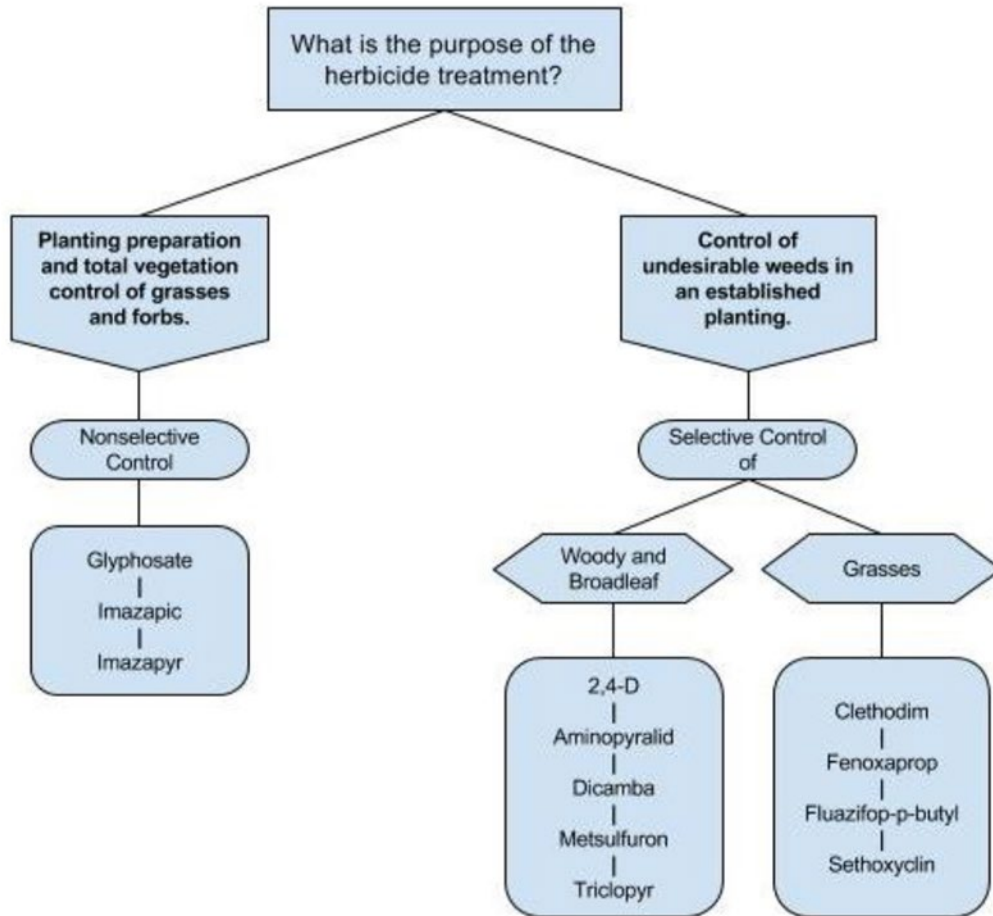 What is the purpose of the
herbicide treatment?
Planting preparation
and total vegetation
control of grasses
and forbs.
Control of
undesirable weeds in
an established
planting.
Nonselective
Control
Selective Control
of
Glyphosate
Imazapic
Imazapyr
Woody and
Broadleaf
Grasses
2,4-D
Aminopyralid
Dicamba
Metsulfuron
Triclopyr
Clethodim
Fenoxaprop
Fluazifop-p-butyl
Sethoxyclin